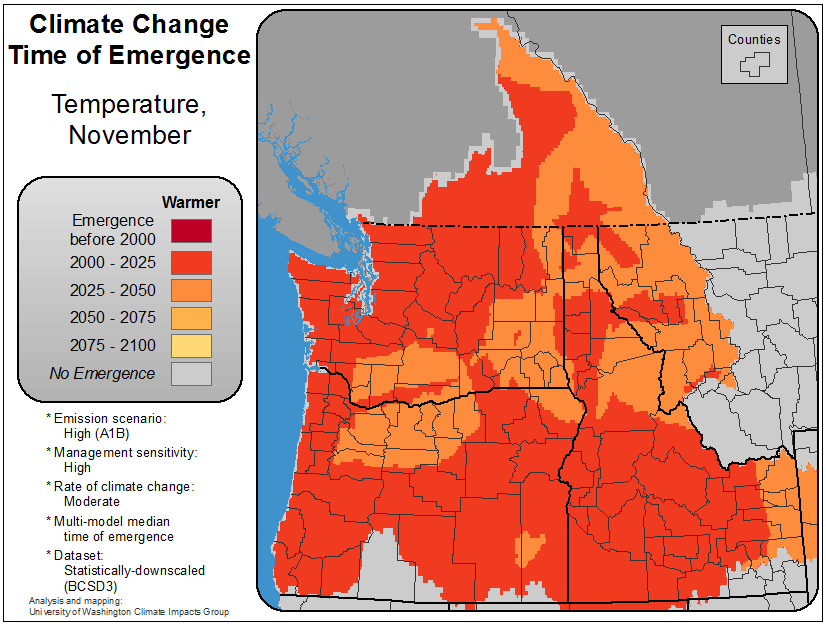 Climate Change
Time of Emergence
Temperature,
November
Warmer
Emergence
before 2000
2000 - 2025
2025 - 2050
2050 - 2075
2075 - 2100
No Emergence
* Emission scenario:
High (A1B)
* Management sensitivity:
High
* Rate of climate change:
Moderate
* Multi-model median
time of emergence
* Dataset:
Statistically-downscaled
(BCSD3)
Analysis and mapping:
University of Washington Climate Impacts Group
Counties